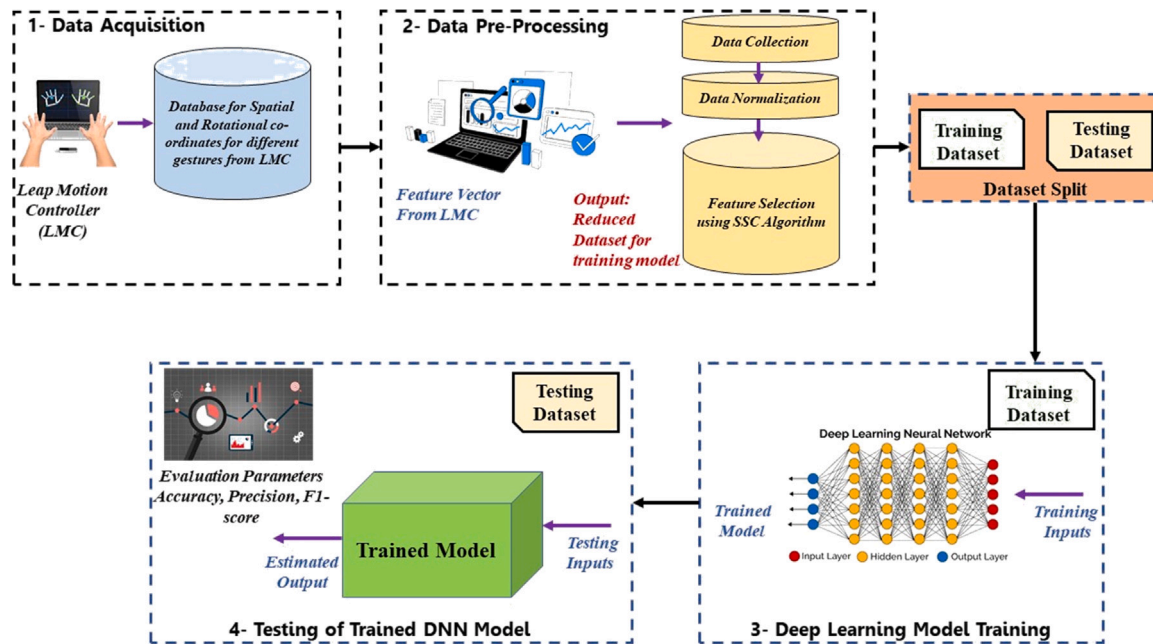 1- Data Acquisition
Leap Motion
Controller
(LMC)
Database for Spatial
and Rotational co-
ordinates for different
gestures from LMC
2- Data Pre-Processing
Feature Vector
From LMC
Output:
Reduced
Dataset for
training model
Data Collection
Data Normalization
Feature Selection
using SSC Algorithm
Training
Dataset
Testing
Dataset
Dataset Split
Training
Dataset
Deep Learning Neural Network
Trained
Model
Training
Inputs
Input Layer
Hidden Layer
Output Layer
3- Deep Learning Model Training
Testing
Dataset
Evaluation Parameters
Accuracy, Precision, F1-
score
Estimated
Output
Trained Model
Testing
Inputs
4- Testing of Trained DNN Model